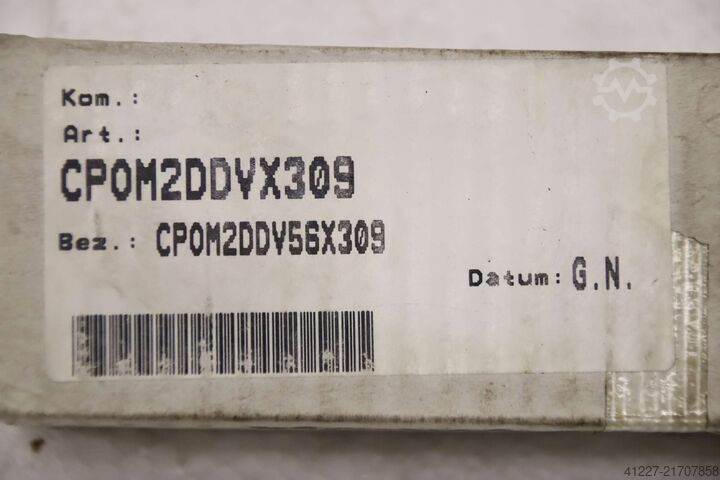 Kom.:
Art.:
CPOM2DDVX309
Bez.: CPOM2DDV56X309
Datum: G.N.
41227-21707858